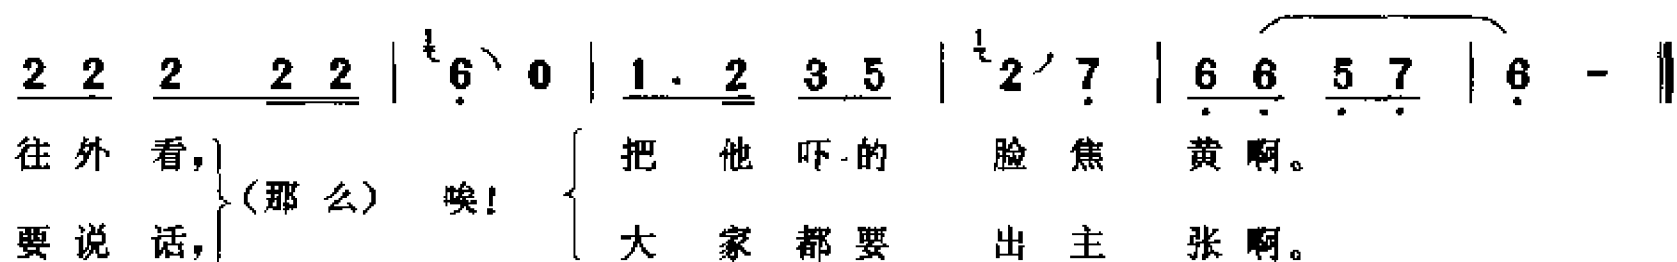 2 2 2 2 2 | 1 6 0 | 1 . 2 3 5 | 1 2 7 | 6 6 5 7 | 6 - ‖
往外看，把他吓的脸焦黄啊。
（那么）唉！
要说话，大家都要出主张啊。